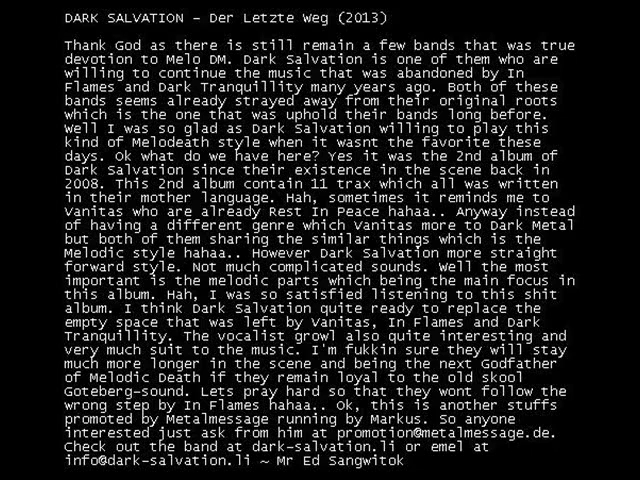 DARK SALVATION - Der Letzte Weg (2013)
Thank God as there is still remain a few bands that was true
devotion to Melo DM. Dark Salvation is one of them who are
willing to continue the music that was abandoned by In
Flames and Dark Tranquillity many years ago. Both of these
bands seems already strayed away from their original roots
which is the one that was uphold their bands long before.
Well I was so glad as Dark Salvation willing to play this
kind of Melodeath style when it wasnt the favorite these
days. Ok what do we have here? Yes it was the 2nd album of
Dark Salvation since their existence in the scene back in
2008. This 2nd album contain 11 trax which all was written
in their mother language. Hah, sometimes it reminds me to
Vanitas who are already Rest In Peace hahaa.. Anyway instead
of having a different genre which Vanitas more to Dark Metal
but both of them sharing the similar things which is the
Melodic style hahaa.. However Dark Salvation more straight
forward style. Not much complicated sounds. Well the most
important is the melodic parts which being the main focus in
this album. Hah, I was so satisfied listening to this shit
album. I think Dark Salvation quite ready to replace the
empty space that was left by Vanitas, In Flames and Dark
Tranquillity. The vocalist growl also quite interesting and
very much suit to the music. I'm fukkin sure they will stay
much more longer in the scene and being the next Godfather
of Melodic Death if they remain loyal to the old skool
Goteberg-sound. Lets pray hard so that they wont follow the
wrong step by In Flames hahaa.. Ok, this is another stuffs
promoted by Metalmessage running by Markus. So anyone
interested just ask from him at promotion@metalmessage.de.
Check out the band at dark-salvation.li or emel at
info@dark-salvation.li ~ Mr Ed Sangwitok